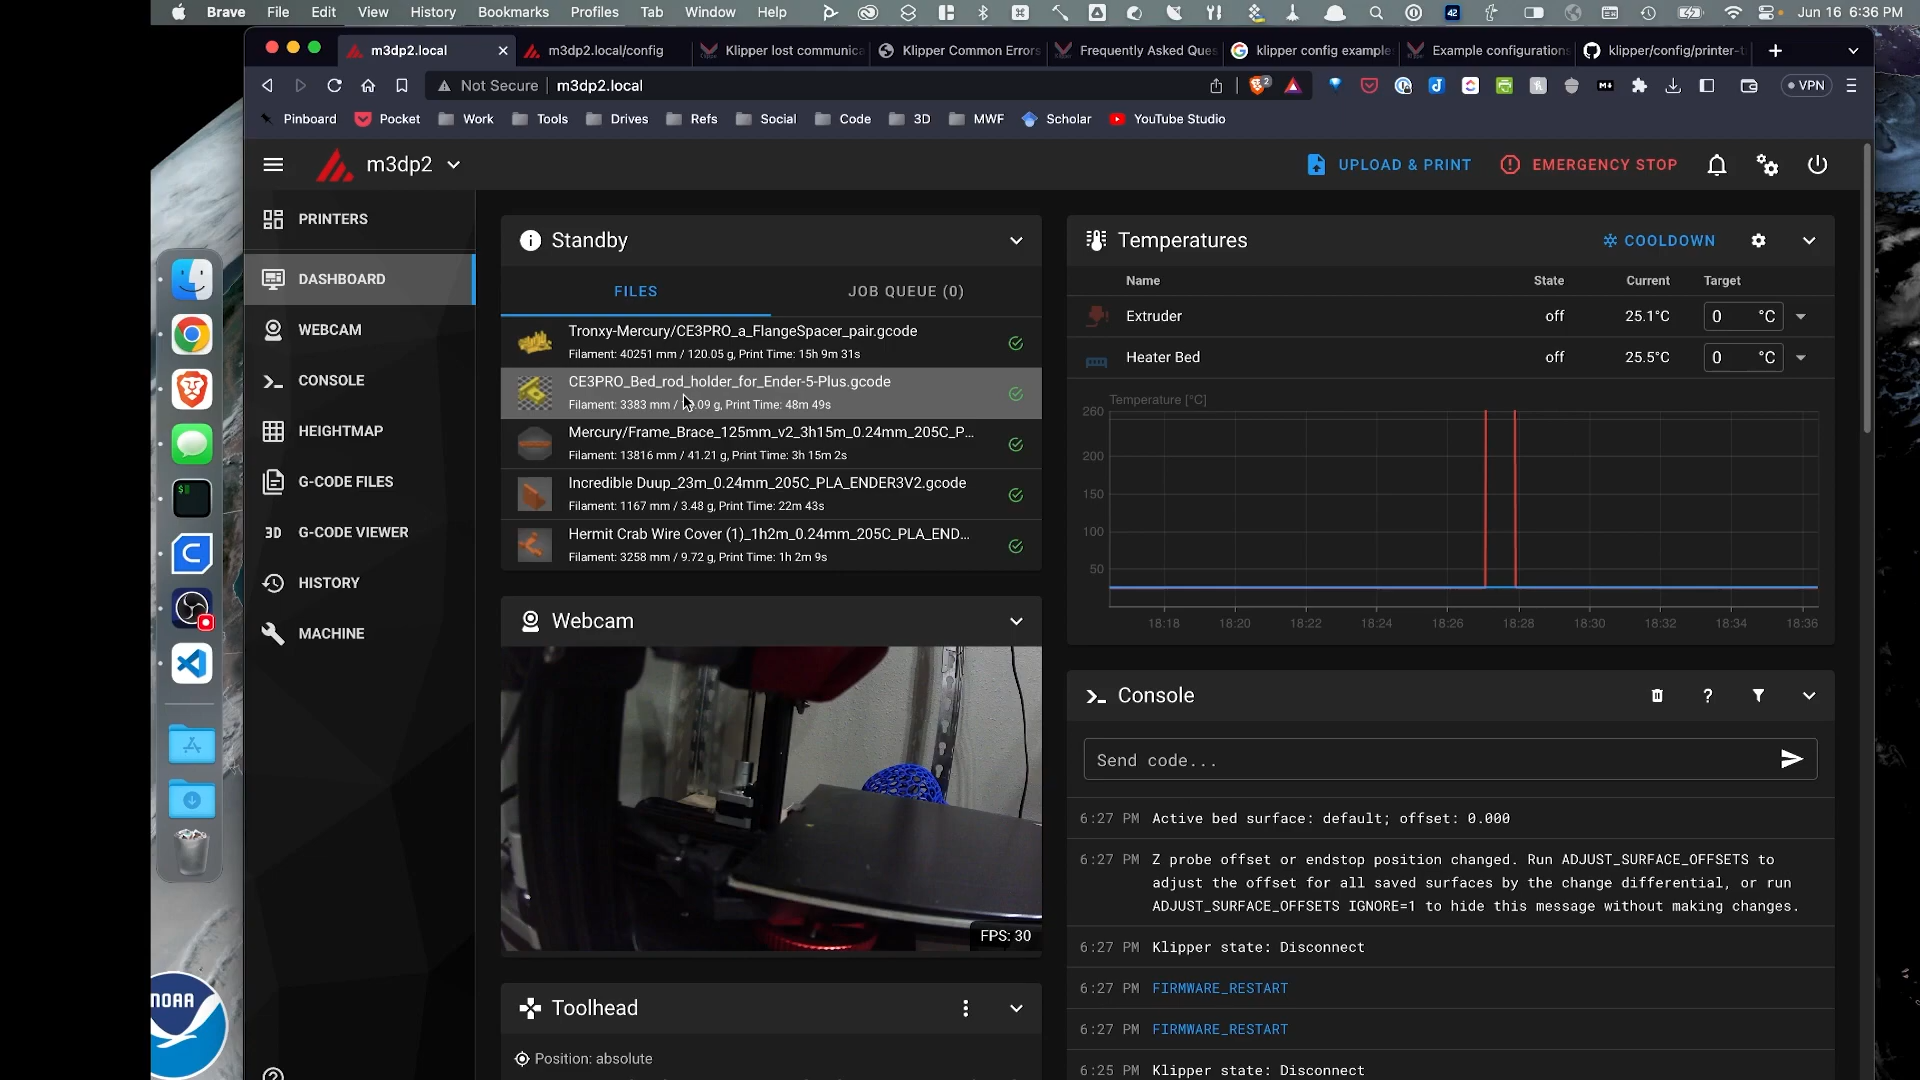 Brave File Edit View History Bookmarks Profiles Tab Window Help 42 Jun 16 6:36 PM
m3dp2.local m3dp2.local/config Klipper lost communica Klipper Common Errors Frequently Asked Ques klipper config example Example configurations klipper/config/printer-t
Not Secure m3dp2.local 2 VPN
Pinboard Pocket Work Tools Drives Refs Social Code 3D MWF Scholar YouTube Studio
m3dp2 UPLOAD & PRINT EMERGENCY STOP
PRINTERS
DASHBOARD
WEBCAM
CONSOLE
HEIGHTMAP
G-CODE FILES
3D G-CODE VIEWER
HISTORY
MACHINE
Standby
FILES JOB QUEUE (0)
Tronxy-Mercury/CE3PRO_a_FlangeSpacer_pair.gcode
Filament: 40251 mm / 120.05 g, Print Time: 15h 9m 31s
CE3PRO_Bed_rod_holder_for_Ender-5-Plus.gcode
Filament: 3383 mm / .09 g, Print Time: 48m 49s
Mercury/Frame_Brace_125mm_v2_3h15m_0.24mm_205C_P...
Filament: 13816 mm / 41.21 g, Print Time: 3h 15m 2s
Incredible Duup_23m_0.24mm_205C_PLA_ENDER3V2.gcode
Filament: 1167 mm / 3.48 g, Print Time: 22m 43s
Hermit Crab Wire Cover (1)_1h2m_0.24mm_205C_PLA_END...
Filament: 3258 mm / 9.72 g, Print Time: 1h 2m 9s
Webcam
FPS: 30
Toolhead
Position: absolute
Temperatures COOLDOWN
Name State Current Target
Extruder off 25.1°C 0 °C
Heater Bed off 25.5°C 0 °C
Temperature [°C]
260
200
150
100
50
18:18 18:20 18:22 18:24 18:26 18:28 18:30 18:32 18:34 18:36
Console
Send code...
6:27 PM Active bed surface: default; offset: 0.000
6:27 PM Z probe offset or endstop position changed. Run ADJUST_SURFACE_OFFSETS to
adjust the offset for all saved surfaces by the change differential, or run
ADJUST_SURFACE_OFFSETS IGNORE=1 to hide this message without making changes.
6:27 PM Klipper state: Disconnect
6:27 PM FIRMWARE_RESTART
6:27 PM FIRMWARE_RESTART
6:25 PM Klipper state: Disconnect
NOAA